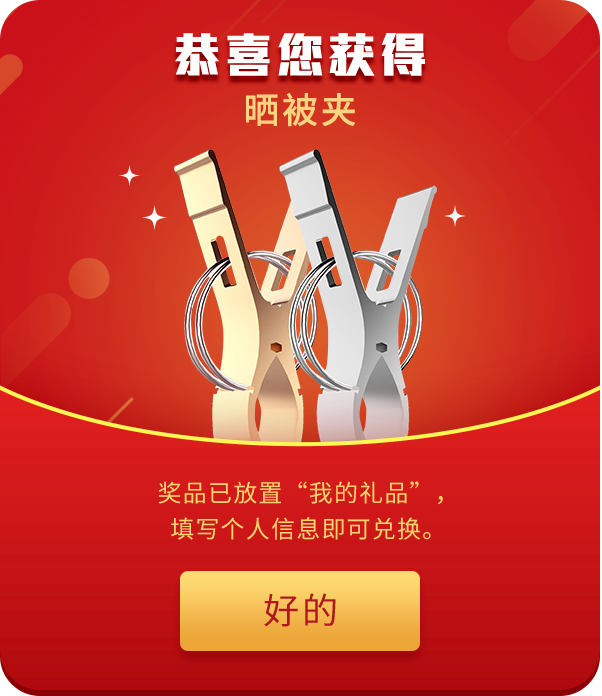 恭喜您获得
晒被夹
奖品已放置“我的礼品”，
填写个人信息即可兑换。
好的